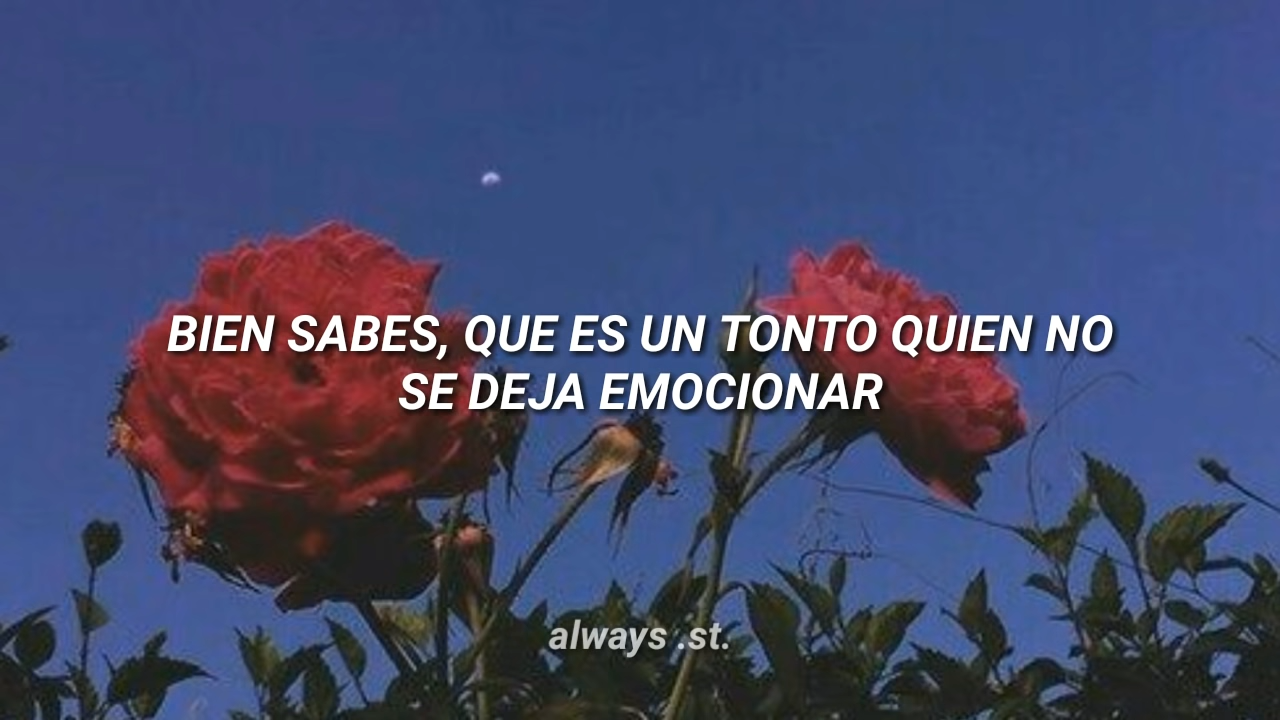 BIEN SABES, QUE ES UN TONTO QUIEN NO
SE DEJA EMOCIONAR
always .st.